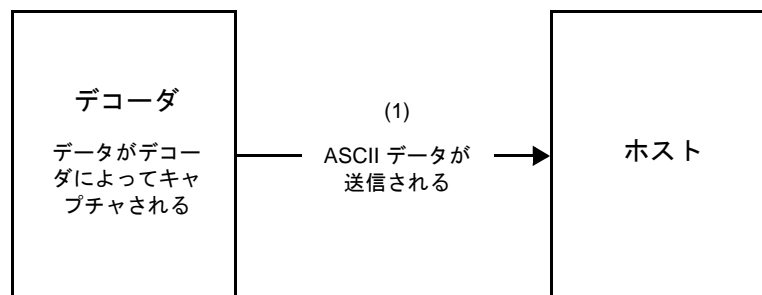 デコーダ
データがデコー
ダによってキャ
プチャされる
(1)
ASCII データが
送信される
ホスト